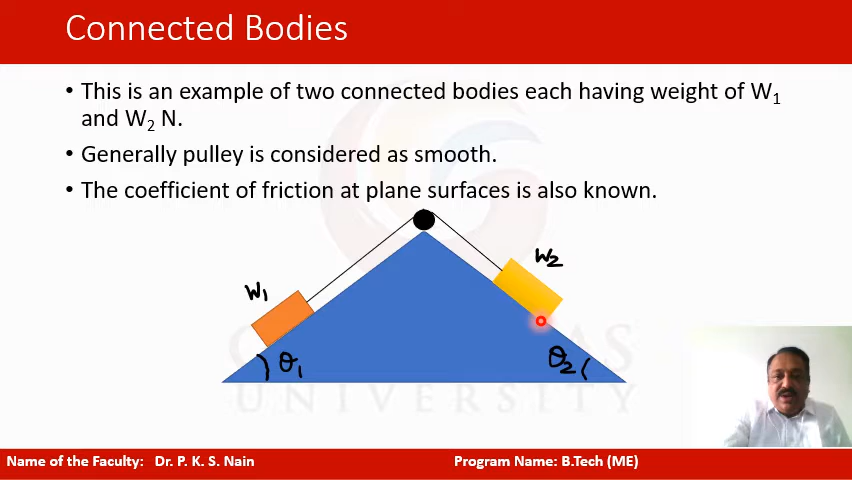 Connected Bodies
• This is an example of two connected bodies each having weight of W₁
and W₂ N.
• Generally pulley is considered as smooth.
• The coefficient of friction at plane surfaces is also known.
W₂
W₁
θ₁
θ₂
UNIVERSITY
Name of the Faculty: Dr. P. K. S. Nain
Program Name: B.Tech (ME)